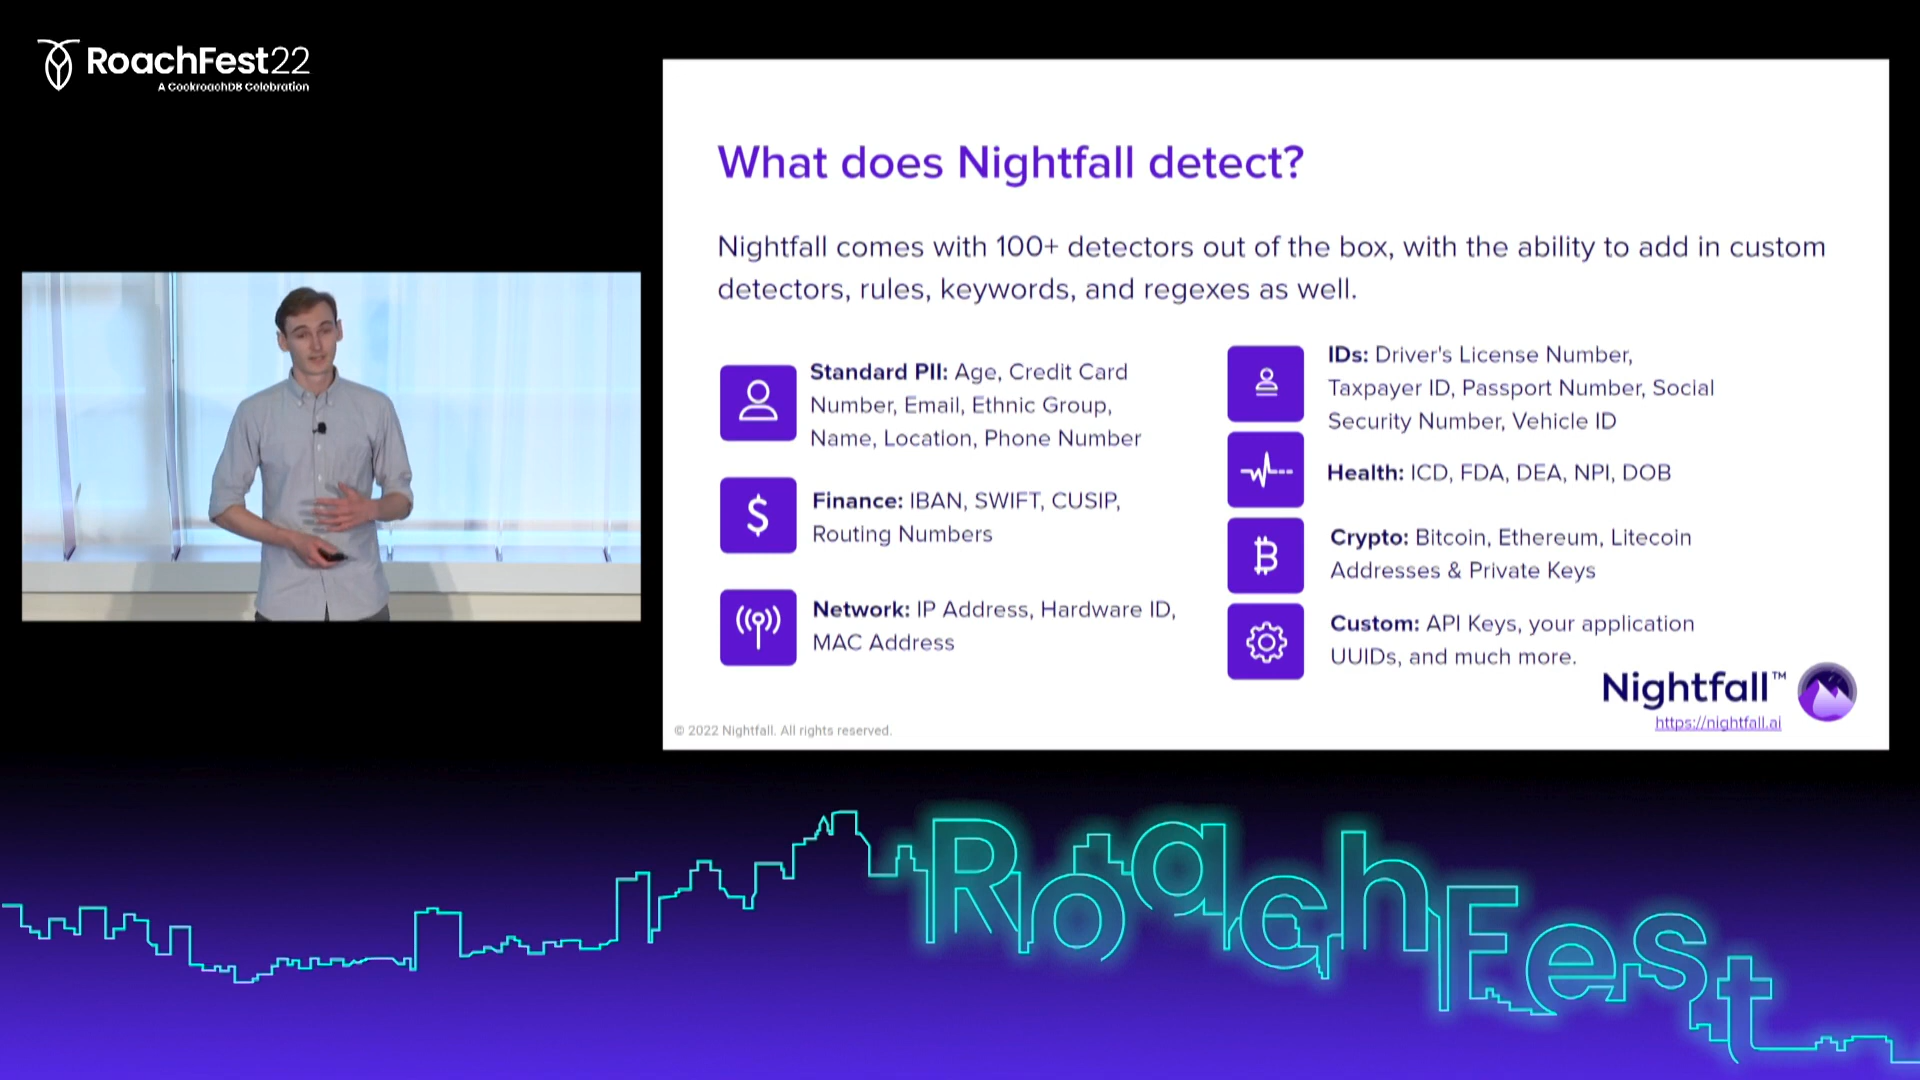 RoachFest22
A CockroachDB Celebration
What does Nightfall detect?
Nightfall comes with 100+ detectors out of the box, with the ability to add in custom
detectors, rules, keywords, and regexes as well.
Standard PII: Age, Credit Card
Number, Email, Ethnic Group,
Name, Location, Phone Number
Finance: IBAN, SWIFT, CUSIP,
Routing Numbers
Network: IP Address, Hardware ID,
MAC Address
IDs: Driver's License Number,
Taxpayer ID, Passport Number, Social
Security Number, Vehicle ID
Health: ICD, FDA, DEA, NPI, DOB
Crypto: Bitcoin, Ethereum, Litecoin
Addresses & Private Keys
Custom: API Keys, your application
UUIDs, and much more.
Nightfall™
https://nightfall.ai
© 2022 Nightfall. All rights reserved.
RoachFest